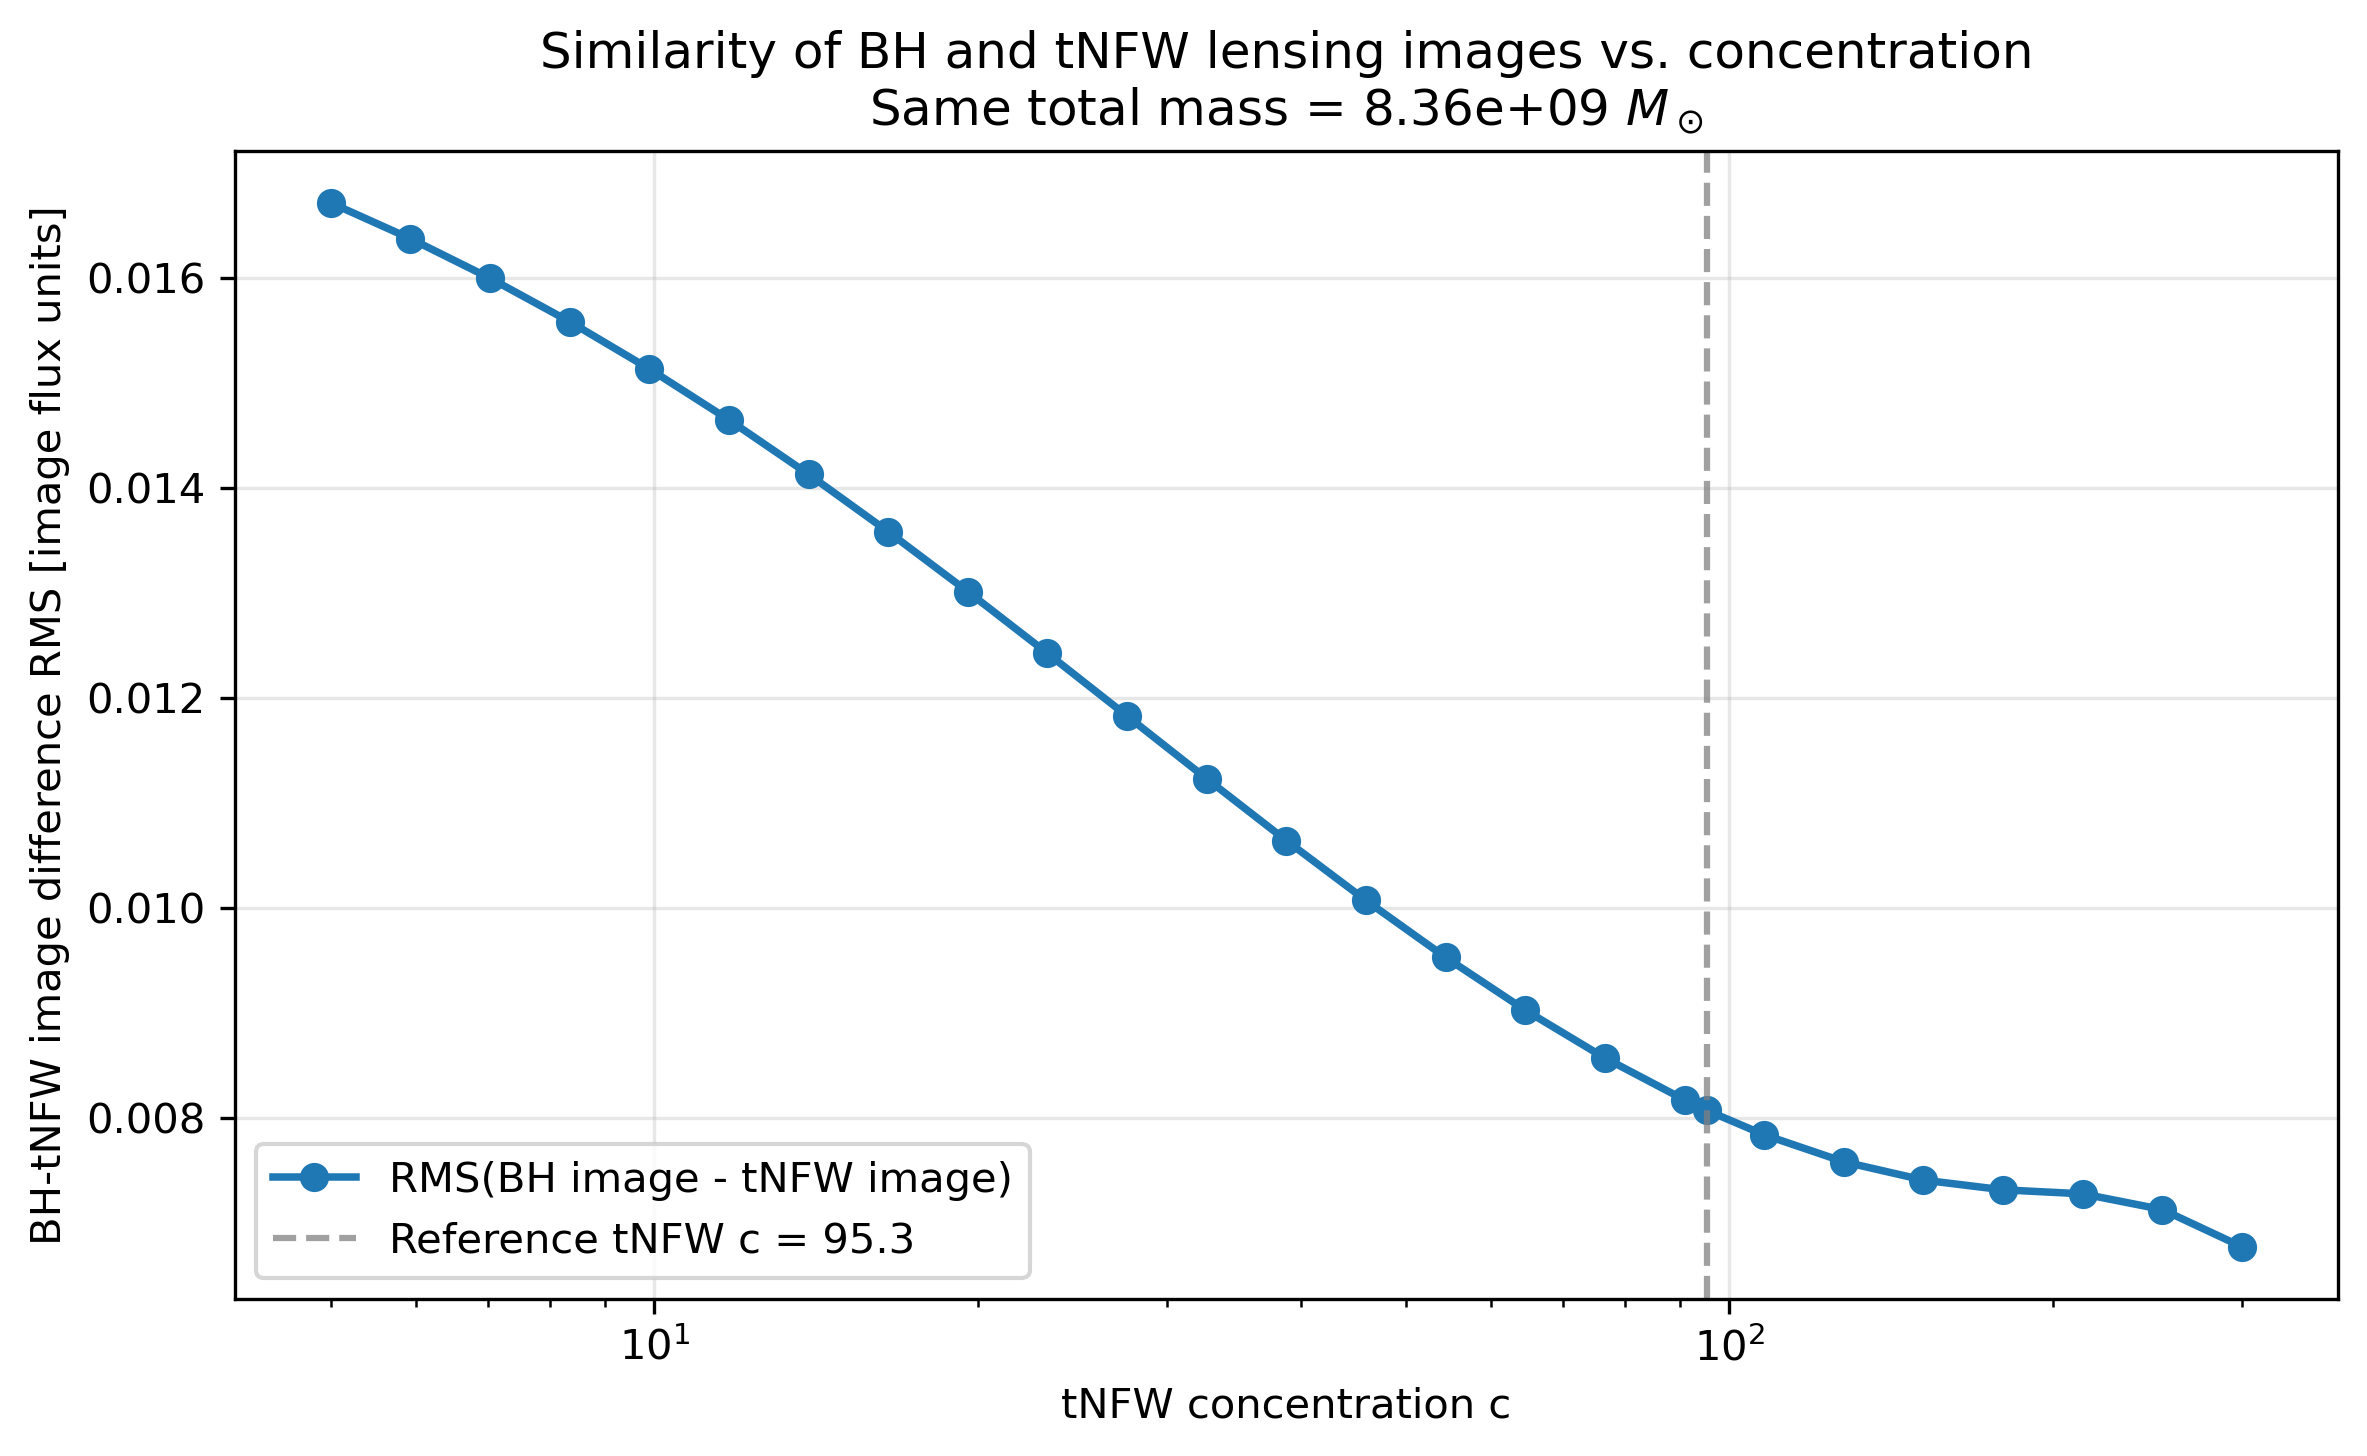 Similarity of BH and tNFW lensing images vs. concentration
Same total mass = 8.36e+09 M⊙
BH-tNFW image difference RMS [image flux units]
0.016
0.014
0.012
0.010
0.008
RMS(BH image - tNFW image)
Reference tNFW c = 95.3
10¹ 10²
tNFW concentration c